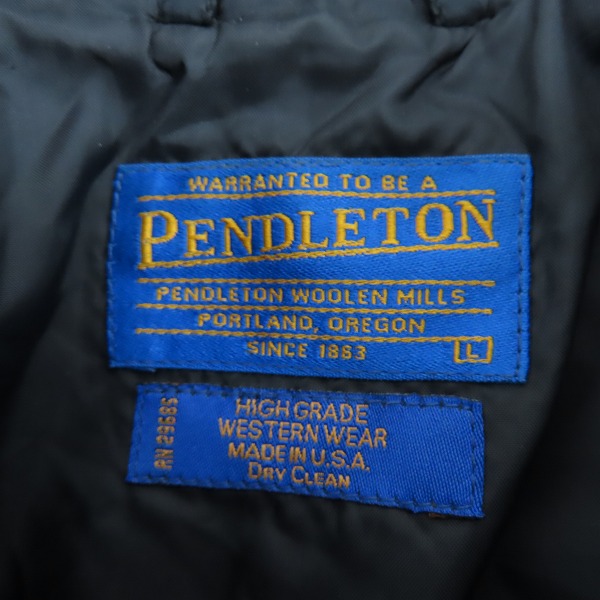 WARRANTED TO BE A
PENDLETON
PENDLETON WOOLEN MILLS
PORTLAND, OREGON
SINCE 1863
L
RN 29685
HIGH GRADE
WESTERN WEAR
MADE IN U.S.A.
DRY CLEAN